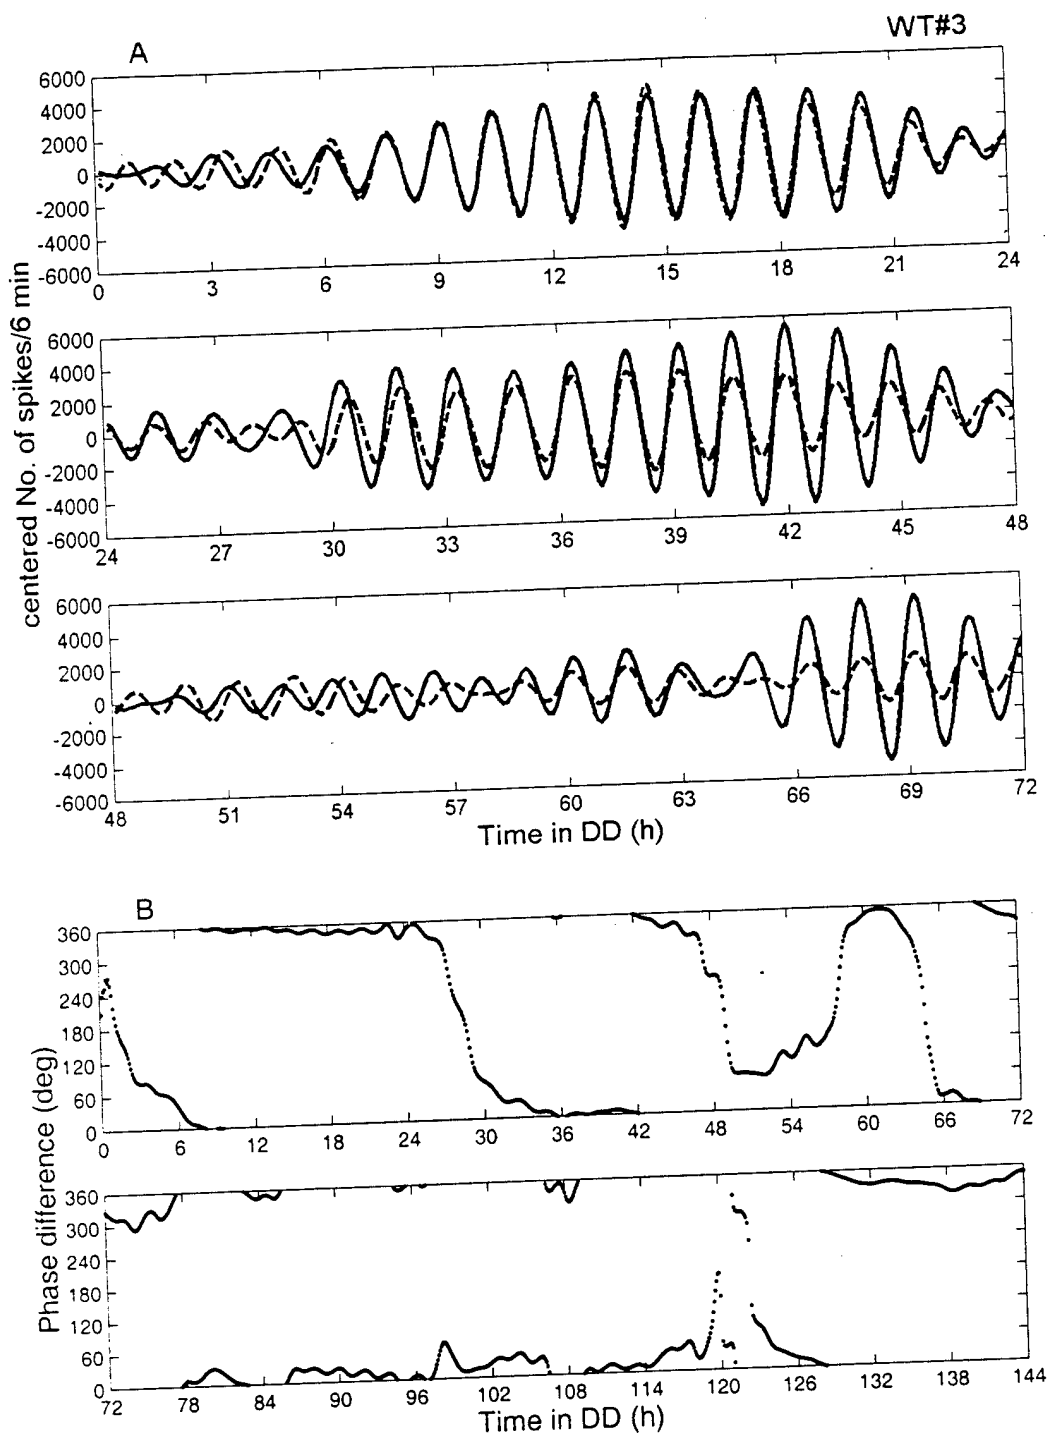 WT#3
A
centered No. of spikes/6 min
6000
4000
2000
0
-2000
-4000
-6000
0 3 6 9 12 15 18 21 24
6000
4000
2000
0
-2000
-4000
-6000
24 27 30 33 36 39 42 45 48
6000
4000
2000
0
-2000
-4000
-6000
48 51 54 57 60 63 66 69 72
Time in DD (h)
B
Phase difference (deg)
360
300
240
180
120
60
0
0 6 12 18 24 30 36 42 48 54 60 66 72
360
300
240
180
120
60
0
72 78 84 90 96 102 108 114 120 126 132 138 144
Time in DD (h)